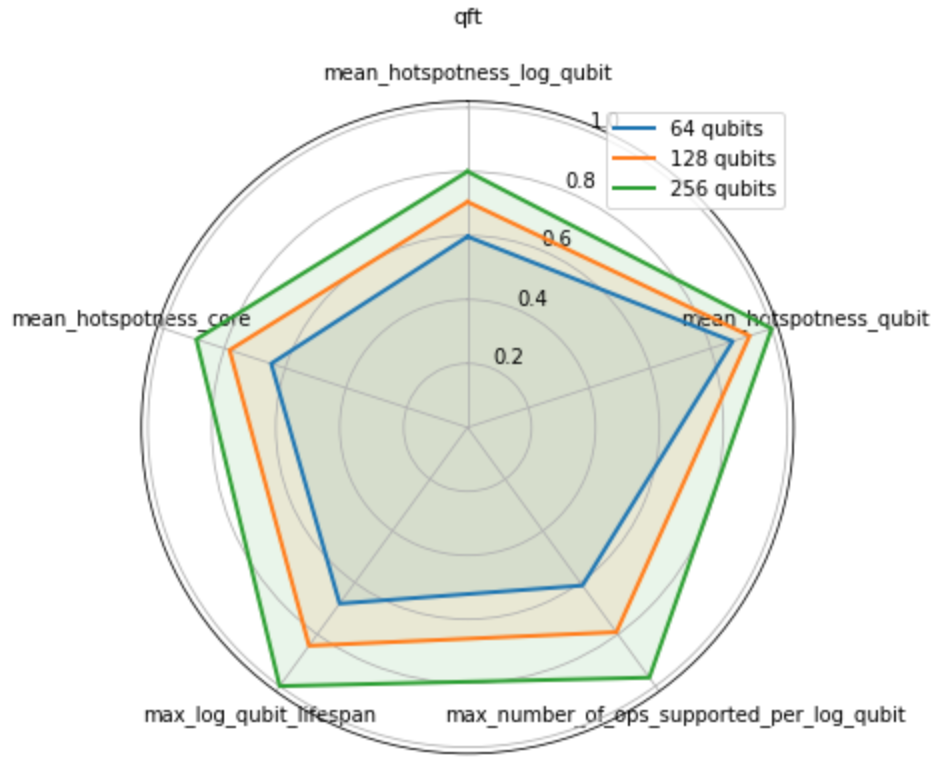 qft
mean_hotspotness_log_qubit
1.0
64 qubits
128 qubits
256 qubits
0.8
0.6
0.4
0.2
mean_hotspotness_core
mean_hotspotness_qubit
max_log_qubit_lifespan
max_number_of_ops_supported_per_log_qubit